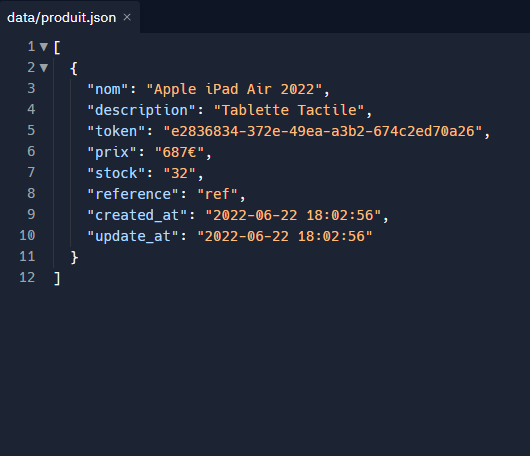 data/produit.json ×
1 ▼ [
2 ▼ {
3 "nom": "Apple iPad Air 2022",
4 "description": "Tablette Tactile",
5 "token": "e2836834-372e-49ea-a3b2-674c2ed70a26",
6 "prix": "687€",
7 "stock": "32",
8 "reference": "ref",
9 "created_at": "2022-06-22 18:02:56",
10 "update_at": "2022-06-22 18:02:56"
11 }
12 ]